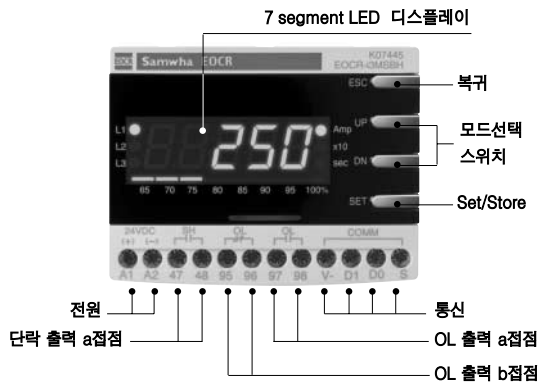 7 segment LED 디스플레이
EOCR Samwha EOCR
K07445
EOCR-i3MSBH
ESC
복귀
L1
250
Amp
UP
모드선택
L2
x10
L3
sec
DN
스위치
65 70 75 80 85 90 95 100%
SET
Set/Store
24VDC SH OL OL COMM
(+) (-)
A1 A2 47 48 95 96 97 98 V- D1 D0 S
전원
통신
단락 출력 a접점
OL 출력 a접점
OL 출력 b접점